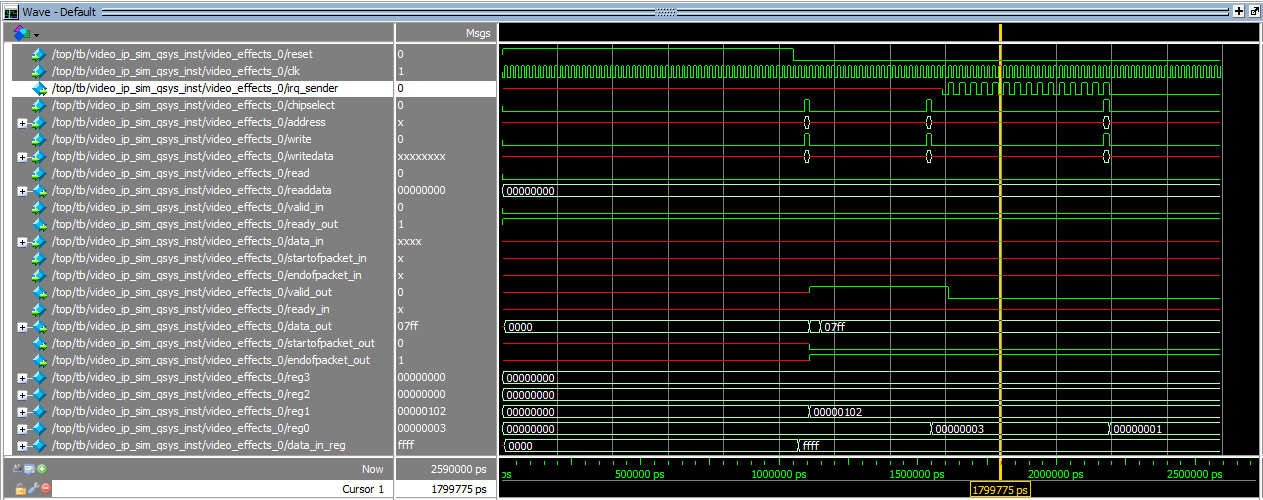 Wave - Default
Msgs
/top/tb/video_ip_sim_qsys_inst/video_effects_0/reset 0
/top/tb/video_ip_sim_qsys_inst/video_effects_0/clk 1
/top/tb/video_ip_sim_qsys_inst/video_effects_0/irq_sender 0
/top/tb/video_ip_sim_qsys_inst/video_effects_0/chipselect 0
/top/tb/video_ip_sim_qsys_inst/video_effects_0/address x
/top/tb/video_ip_sim_qsys_inst/video_effects_0/write 0
/top/tb/video_ip_sim_qsys_inst/video_effects_0/writedata xxxxxxxx
/top/tb/video_ip_sim_qsys_inst/video_effects_0/read 0
/top/tb/video_ip_sim_qsys_inst/video_effects_0/readdata 00000000 00000000
/top/tb/video_ip_sim_qsys_inst/video_effects_0/valid_in 0
/top/tb/video_ip_sim_qsys_inst/video_effects_0/ready_out 1
/top/tb/video_ip_sim_qsys_inst/video_effects_0/data_in xxxx
/top/tb/video_ip_sim_qsys_inst/video_effects_0/startofpacket_in x
/top/tb/video_ip_sim_qsys_inst/video_effects_0/endofpacket_in x
/top/tb/video_ip_sim_qsys_inst/video_effects_0/valid_out 0
/top/tb/video_ip_sim_qsys_inst/video_effects_0/ready_in x
/top/tb/video_ip_sim_qsys_inst/video_effects_0/data_out 07ff 0000 07ff
/top/tb/video_ip_sim_qsys_inst/video_effects_0/startofpacket_out 0
/top/tb/video_ip_sim_qsys_inst/video_effects_0/endofpacket_out 1
/top/tb/video_ip_sim_qsys_inst/video_effects_0/reg3 00000000 00000000
/top/tb/video_ip_sim_qsys_inst/video_effects_0/reg2 00000000 00000000
/top/tb/video_ip_sim_qsys_inst/video_effects_0/reg1 00000102 00000000 00000102
/top/tb/video_ip_sim_qsys_inst/video_effects_0/reg0 00000003 00000000 00000003 00000001
/top/tb/video_ip_sim_qsys_inst/video_effects_0/data_in_reg ffff 0000 ffff
Now 2590000 ps ps 500000 ps 1000000 ps 1500000 ps 2000000 ps 2500000 ps
Cursor 1 1799775 ps 1799775 ps